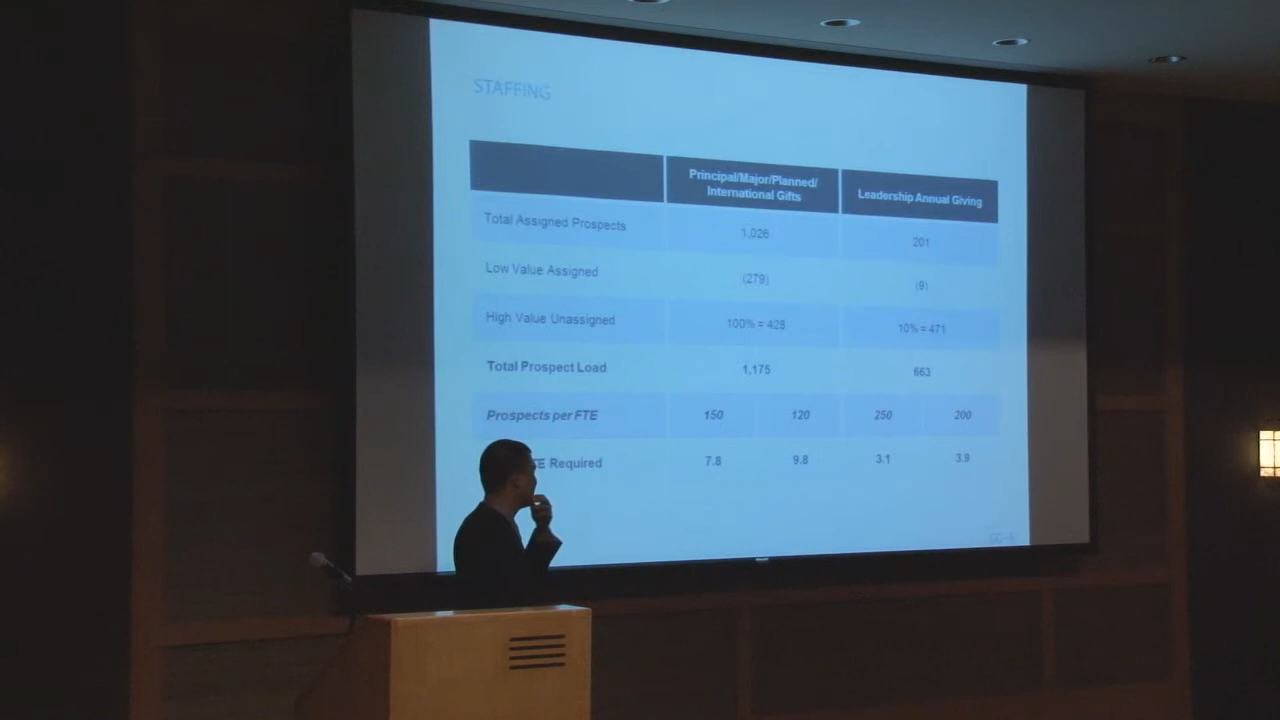 STAFFING
Principal/Major/Planned/
International Gifts
Leadership Annual Giving
Total Assigned Prospects 1,026 201
Low Value Assigned (279) (9)
High Value Unassigned 100% = 428 10% = 471
Total Prospect Load 1,175 663
Prospects per FTE 150 120 250 200
Required 7.8 9.8 3.1 3.9